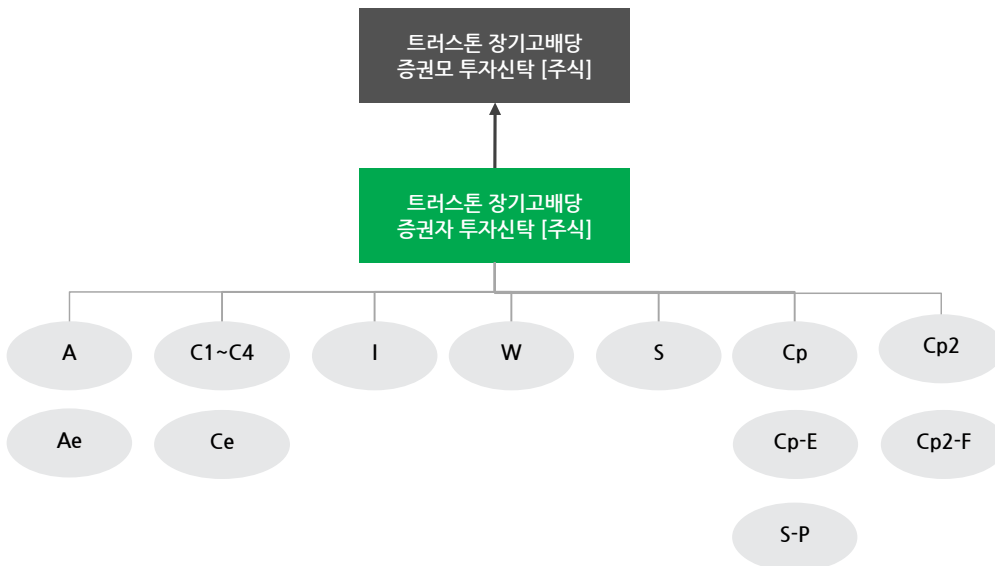 트러스톤 장기고배당
증권모 투자신탁 [주식]
트러스톤 장기고배당
증권자 투자신탁 [주식]
A
C1~C4
I
W
S
Cp
Cp2
Ae
Ce
Cp-E
Cp2-F
S-P